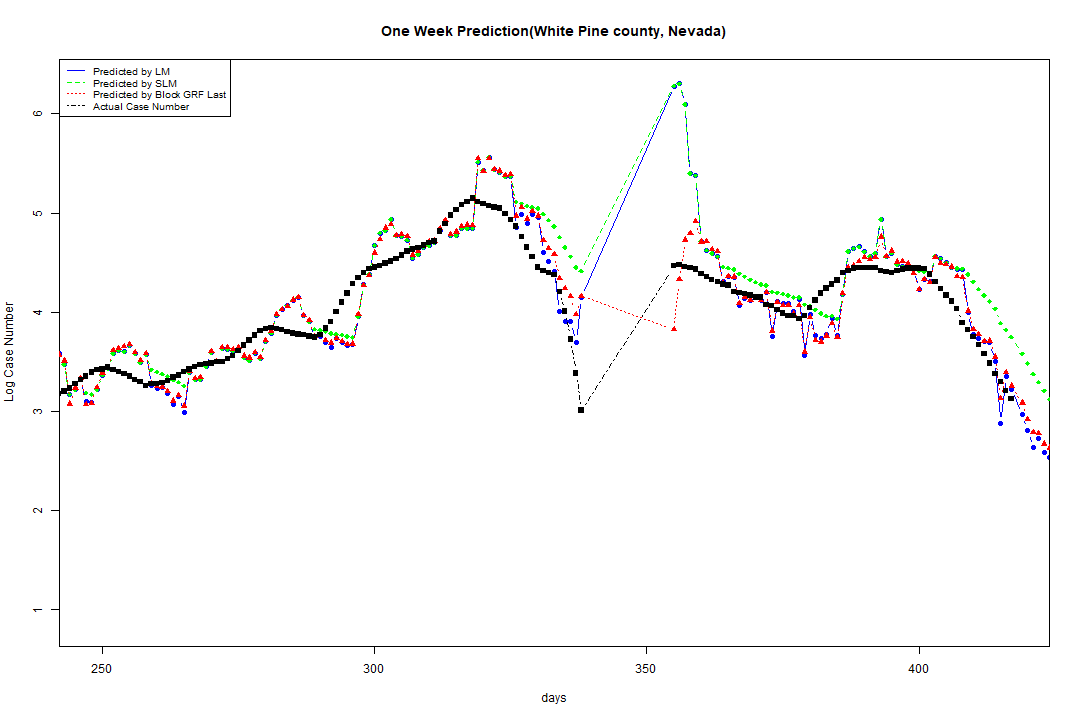 One Week Prediction(White Pine county, Nevada)
Predicted by LM
Predicted by SLM
Predicted by Block GRF Last
Actual Case Number
6
5
4
3
2
1
Log Case Number
250 300 350 400
days